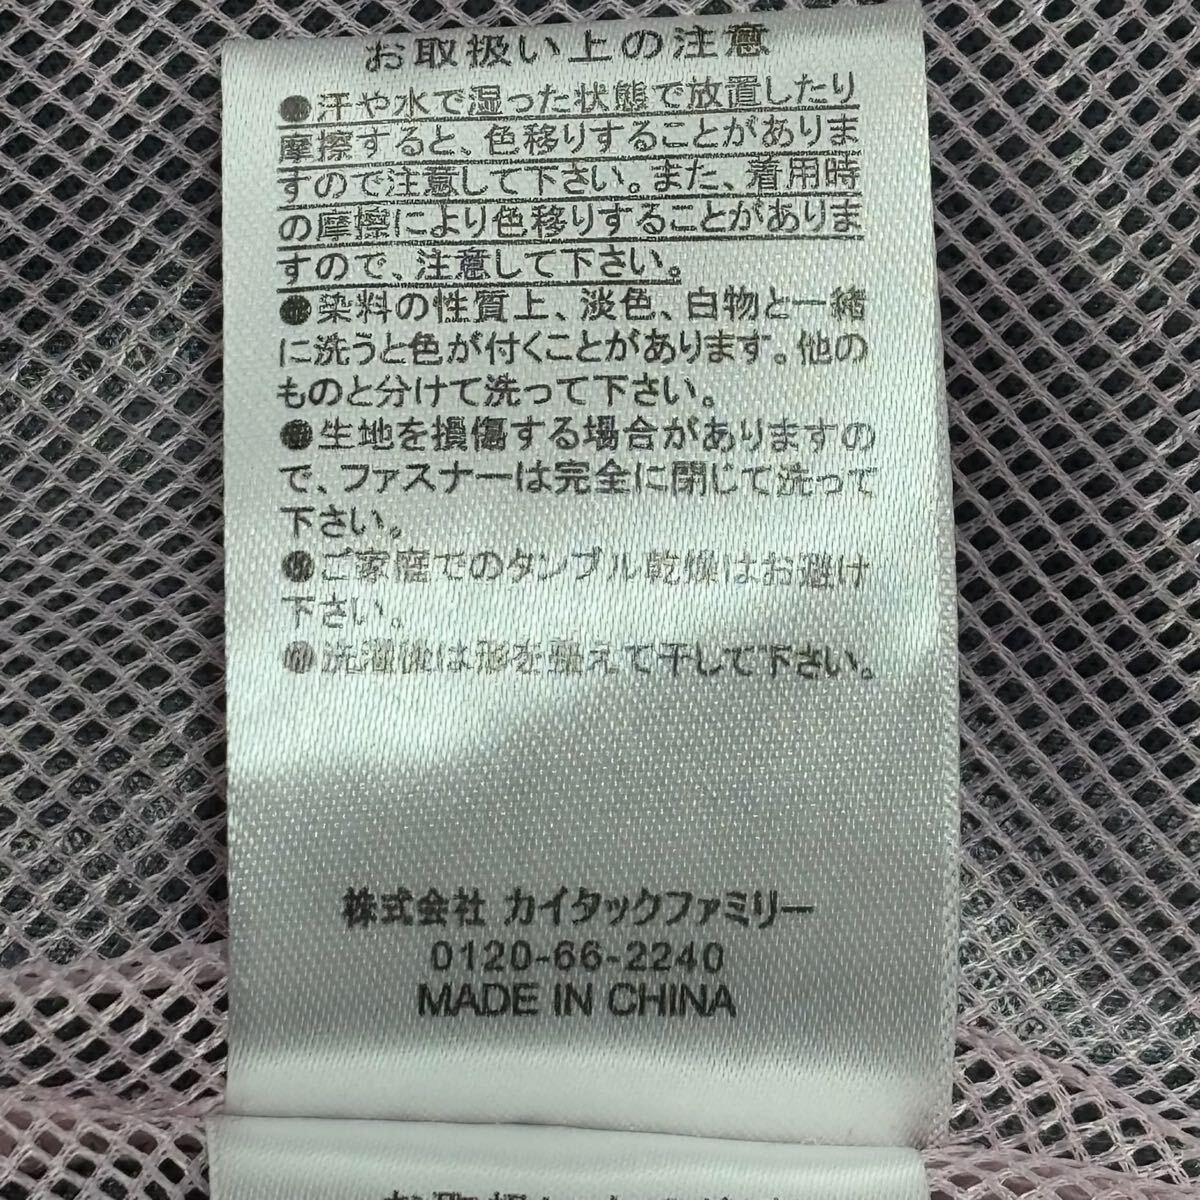 お取扱い上の注意
●汗や水で湿った状態で放置したり
摩擦すると、色移りすることがありま
すので注意して下さい。また、着用時
の摩擦により色移りすることがありま
すので、注意して下さい。
●染料の性質上、淡色、白物と一緒
に洗うと色が付くことがあります。他の
ものと分けて洗って下さい。
●生地を損傷する場合がありますの
で、ファスナーは完全に閉じて洗って
下さい。
●ご家庭でのタンブル乾燥はお避け
下さい。
●洗濯後は形を整えて干して下さい。
株式会社 カイタックファミリー
0120-66-2240
MADE IN CHINA